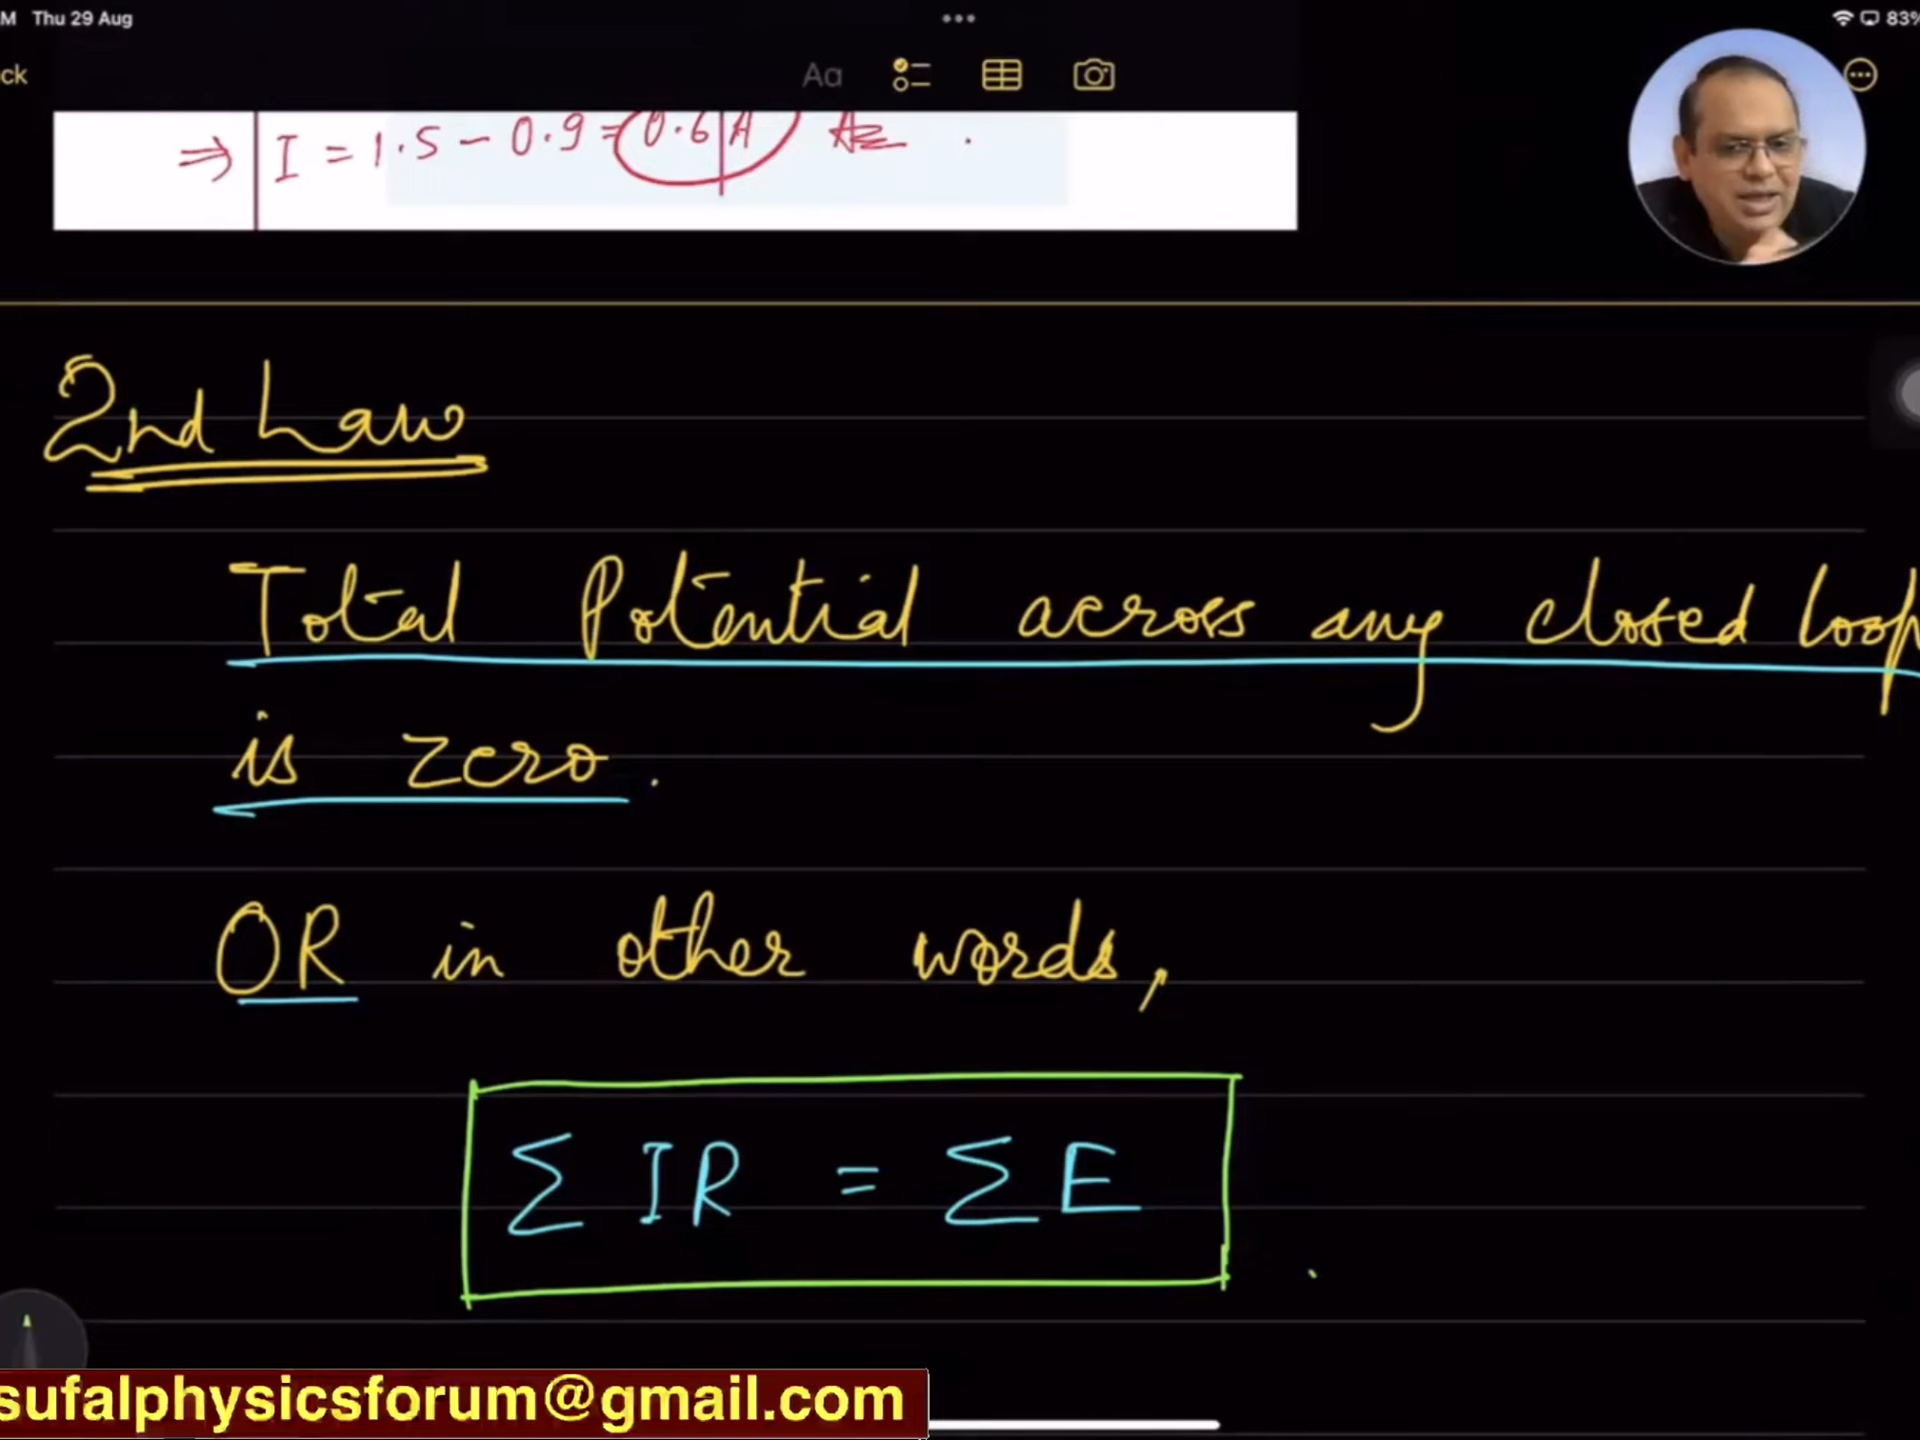 M Thu 29 Aug
83%
ck
Aa
⇒ I = 1.5 - 0.9 = 0.6 A
2nd Law
Total Potential across any closed loop
is zero.
OR in other words,
∑ IR = ∑ E
sufalphysicsforum@gmail.com